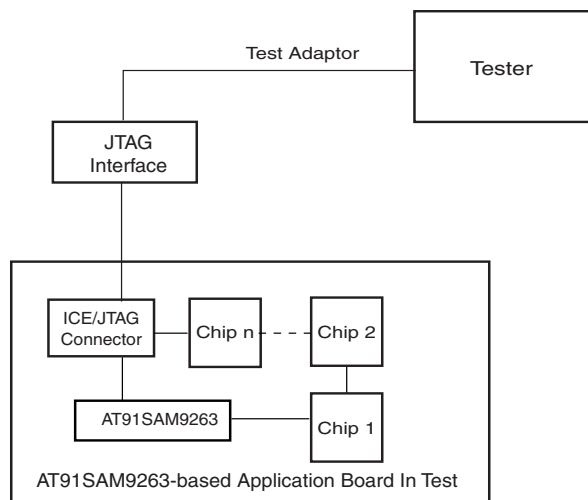 Test Adaptor
Tester
JTAG
Interface
ICE/JTAG
Connector
Chip n
Chip 2
AT91SAM9263
Chip 1
AT91SAM9263-based Application Board In Test